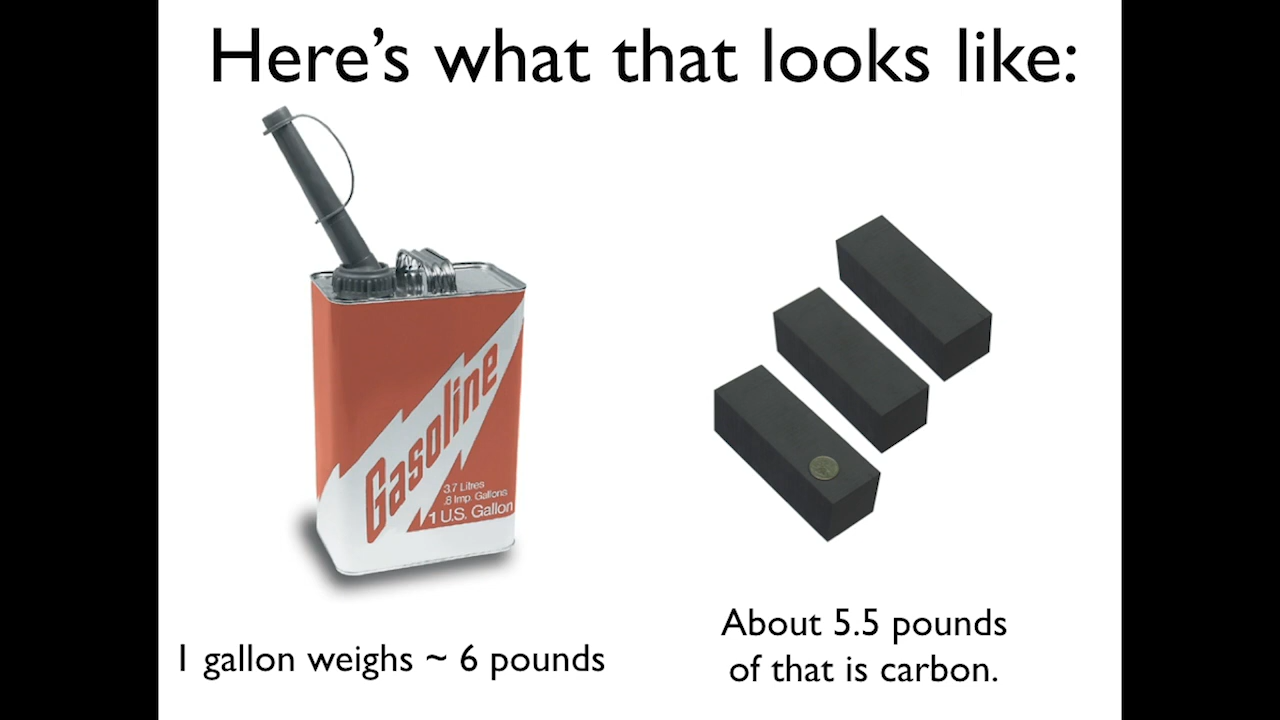 Here's what that looks like:
Gasoline
3.7 Litres
.8 Imp. Gallons
1 U.S. Gallon
1 gallon weighs ~ 6 pounds
About 5.5 pounds
of that is carbon.